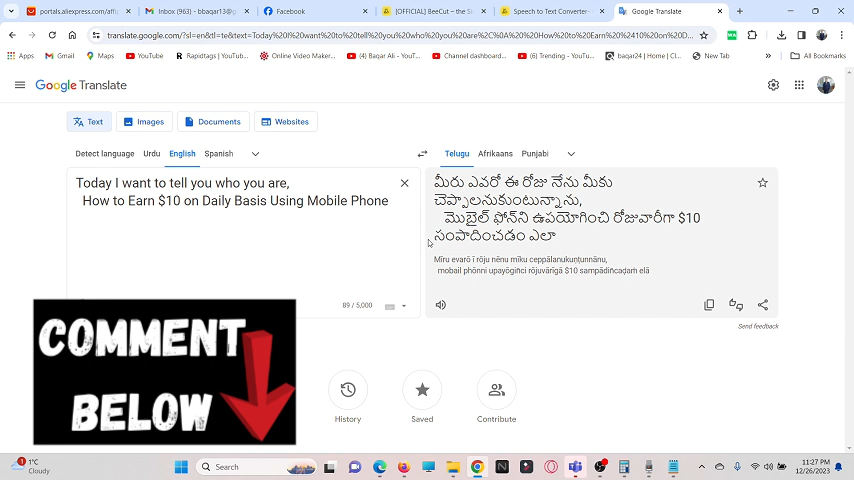 portals.aliexpress.com/affi
Inbox (963) - bbaqar13@g
Facebook
[OFFICIAL] BeeCut – the Si
Speech to Text Converter-
Google Translate
translate.google.com/?sl=en&tl=te&text=Today%20I%20want%20to%20tell%20you%20who%20you%20are%2C%0A%20%20How%20to%20Earn%20%2410%20on%20D...
Apps
Gmail
Maps
YouTube
Rapidtags | YouTub...
Online Video Maker...
(4) Baqar Ali - YouT...
Channel dashboard...
(6) Trending - YouTu...
baqar24 | Home | Cl...
New Tab
All Bookmarks
Google Translate
Text
Images
Documents
Websites
Detect language
Urdu
English
Spanish
Telugu
Afrikaans
Punjabi
Today I want to tell you who you are,
How to Earn $10 on Daily Basis Using Mobile Phone
89 / 5,000
మీరు ఎవరో ఈ రోజు నేను మీకు
చెప్పాలనుకుంటున్నాను,
మొబైల్ ఫోన్‌ని ఉపయోగించి రోజువారీగా $10
సంపాదించడం ఎలా
Mīru evarō ī rōju nēnu mīku ceppālanukuṇṭunnānu,
mobail phōnni upayōgiñci rōjuvārīgā $10 sampādiñcaḍaṁ elā
Send feedback
COMMENT
BELOW
History
Saved
Contribute
1
1°C
Cloudy
Search
11:27 PM
12/26/2023